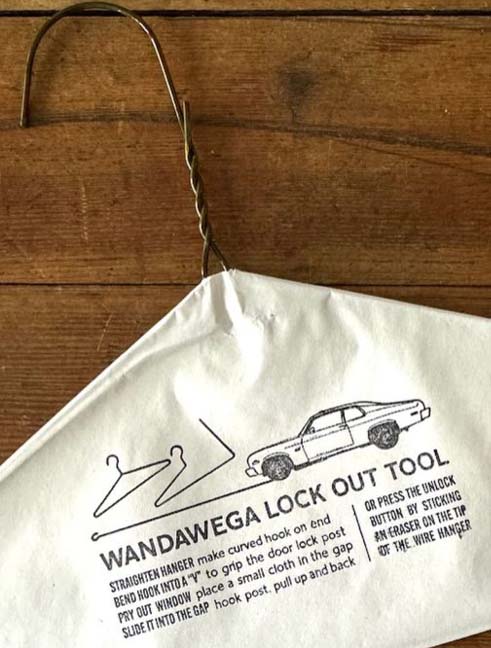 WANDAWEGA LOCK OUT TOOL
STRAIGHTEN HANGER make curved hook on end
BEND HOOK INTO A "V" to grip the door lock post
PRY OUT WINDOW place a small cloth in the gap
SLIDE IT INTO THE GAP hook post, pull up and back
OR PRESS THE UNLOCK
BUTTON BY STICKING
AN ERASER ON THE TIP
OF THE WIRE HANGER